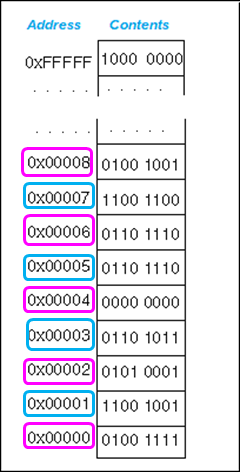 Address Contents
0xFFFFF 1000 0000
. . . . . . . . . .
. . . . . . . . . .
0x00008 0100 1001
0x00007 1100 1100
0x00006 0110 1110
0x00005 0110 1110
0x00004 0000 0000
0x00003 0110 1011
0x00002 0101 0001
0x00001 1100 1001
0x00000 0100 1111